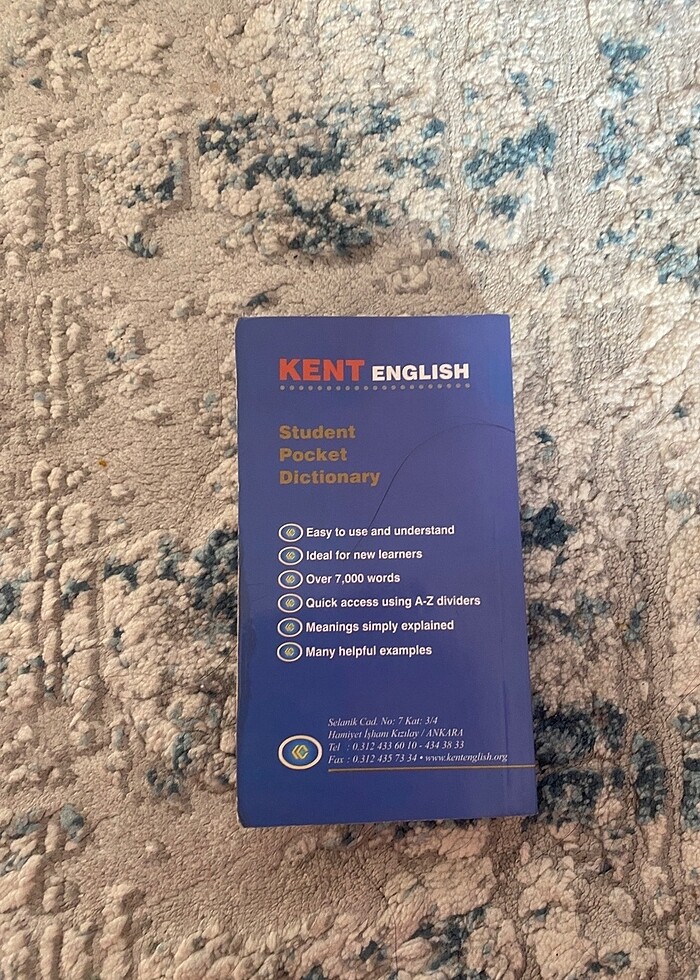 KENT ENGLISH
Student
Pocket
Dictionary
Easy to use and understand
Ideal for new learners
Over 7,000 words
Quick access using A-Z dividers
Meanings simply explained
Many helpful examples
Selanik Cad. No: 7 Kat: 3/4
Hamiyet İşhanı Kızılay / ANKARA
Tel : 0.312 433 60 10 - 434 38 33
Fax : 0.312 435 73 34 • www.kentenglish.org